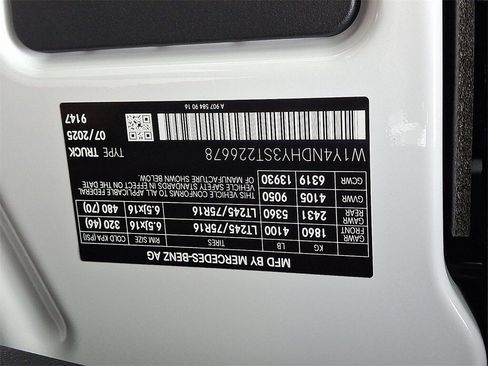 MFD BY MERCEDES-BENZ AG
KG LB TIRES RIM SIZE COLD KPA (PSI)
GAWR FRONT 1860 4100 LT245/75R16 6.5Jx16 320 (46)
GAWR REAR 2431 5360 LT245/75R16 6.5Jx16 480 (70)
GVWR 4105 9050 THIS VEHICLE CONFORMS TO ALL APPLICABLE FEDERAL MOTOR
VEHICLE SAFETY STANDARDS IN EFFECT ON THE DATE
GCWR 6319 13930 OF MANUFACTURE SHOWN ABOVE
W1Y4NDHY3ST226678
TYPE TRUCK
07/2025
9147
A 907 584 90 16